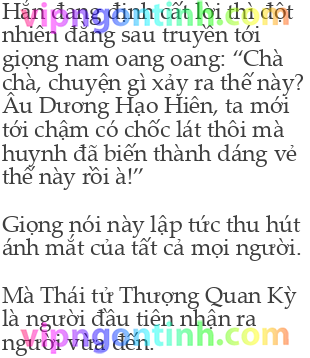 Hắn đang định cất lời thì đột
nhiên đằng sau truyền tới
giọng nam oang oang: “Chà
chà, chuyện gì xảy ra thế này?
Âu Dương Hạo Hiên, ta mới
tới chậm có chốc lát thôi mà
huynh đã biến thành dáng vẻ
thế này rồi à!”
Giọng nói này lập tức thu hút
ánh mắt của tất cả mọi người.
Mà Thái tử Thượng Quan Kỳ
là người đầu tiên nhận ra
người vừa đến.
vipngontinh.com
vipngontinh.com
vipngontinh.com
vipngontinh.com